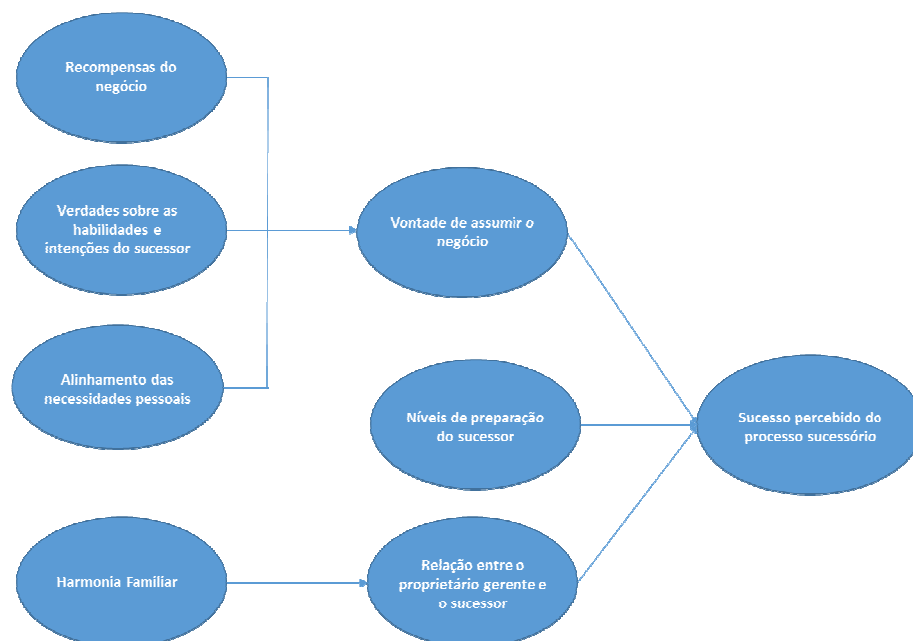 Recompensas do
negócio
Verdades sobre as
habilidades e
intenções do sucessor
Vontade de assumir o
negócio
Alinhamento das
necessidades pessoais
Níveis de preparação
do sucessor
Sucesso percebido do
processo sucessório
Harmonia Familiar
Relação entre o
proprietário gerente e
o sucessor